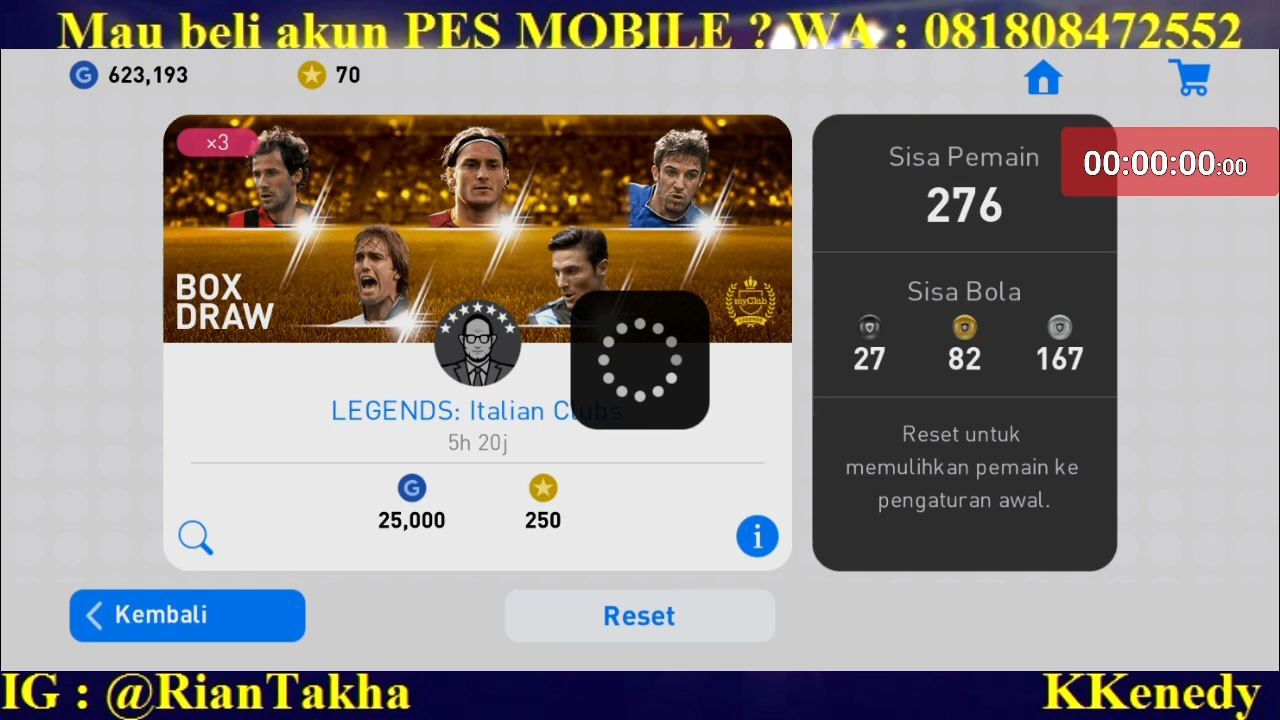 Mau beli akun PES MOBILE ? WA : 081808472552
623,193
70
×3
BOX
DRAW
myClub
LEGENDS
LEGENDS: Italian Clubs
5h 20j
25,000
250
Sisa Pemain
276
00:00:00:00
Sisa Bola
27
82
167
Reset untuk
memulihkan pemain ke
pengaturan awal.
Kembali
Reset
IG : @RianTakha
KKenedy